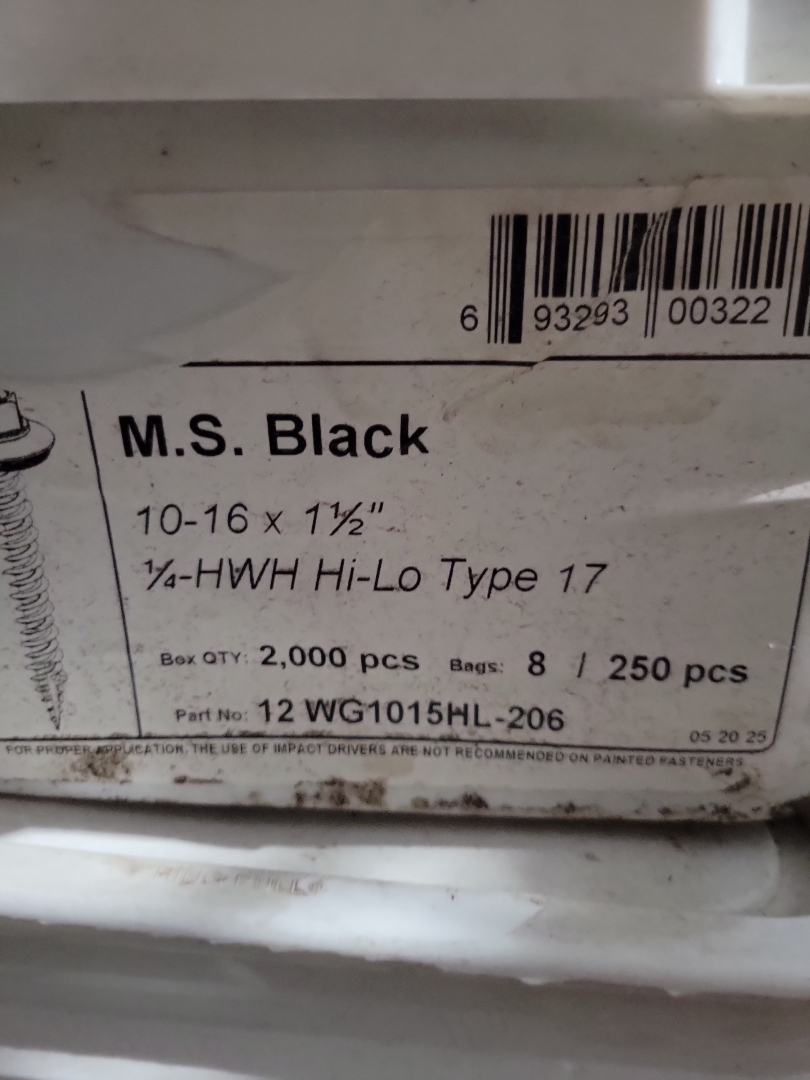 6 93293 00322
M.S. Black
10-16 x 1½"
¼-HWH Hi-Lo Type 17
Box QTY: 2,000 pcs Bags: 8 / 250 pcs
Part No: 12 WG1015HL-206
05 20 25
FOR PROPER APPLICATION, THE USE OF IMPACT DRIVERS ARE NOT RECOMMENDED ON PAINTED FASTENERS